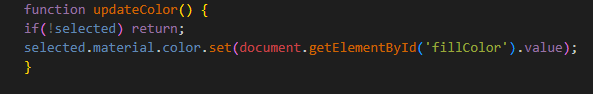 function updateColor() {
if(!selected) return;
selected.material.color.set(document.getElementById('fillColor').value);
}